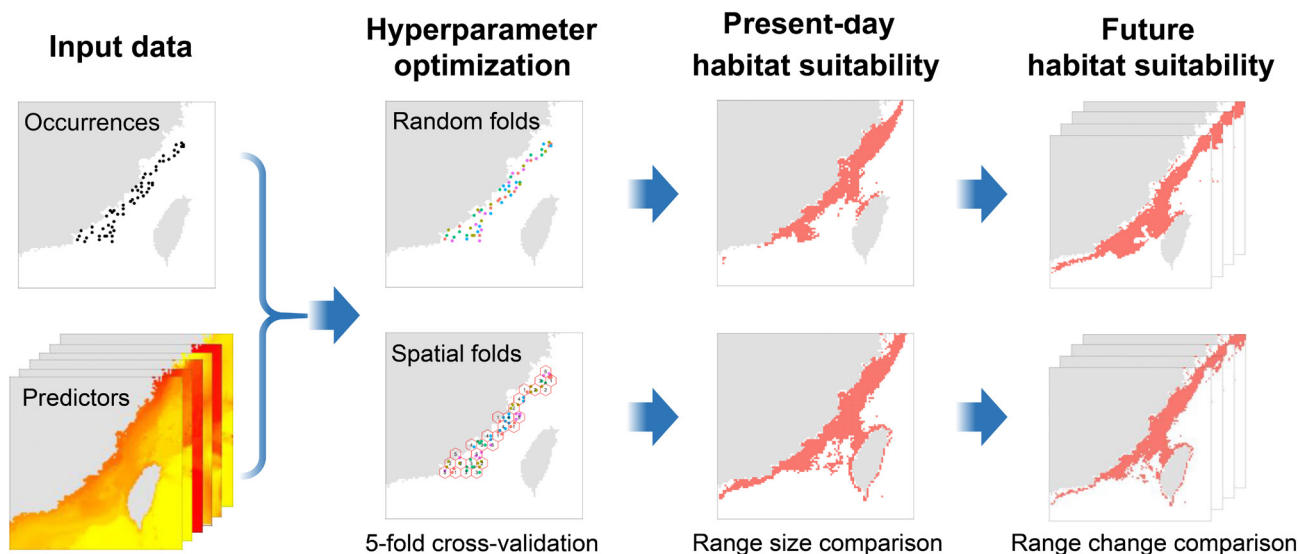 Input data
Hyperparameter
optimization
Present-day
habitat suitability
Future
habitat suitability
Occurrences
Random folds
Predictors
Spatial folds
5-fold cross-validation
Range size comparison
Range change comparison